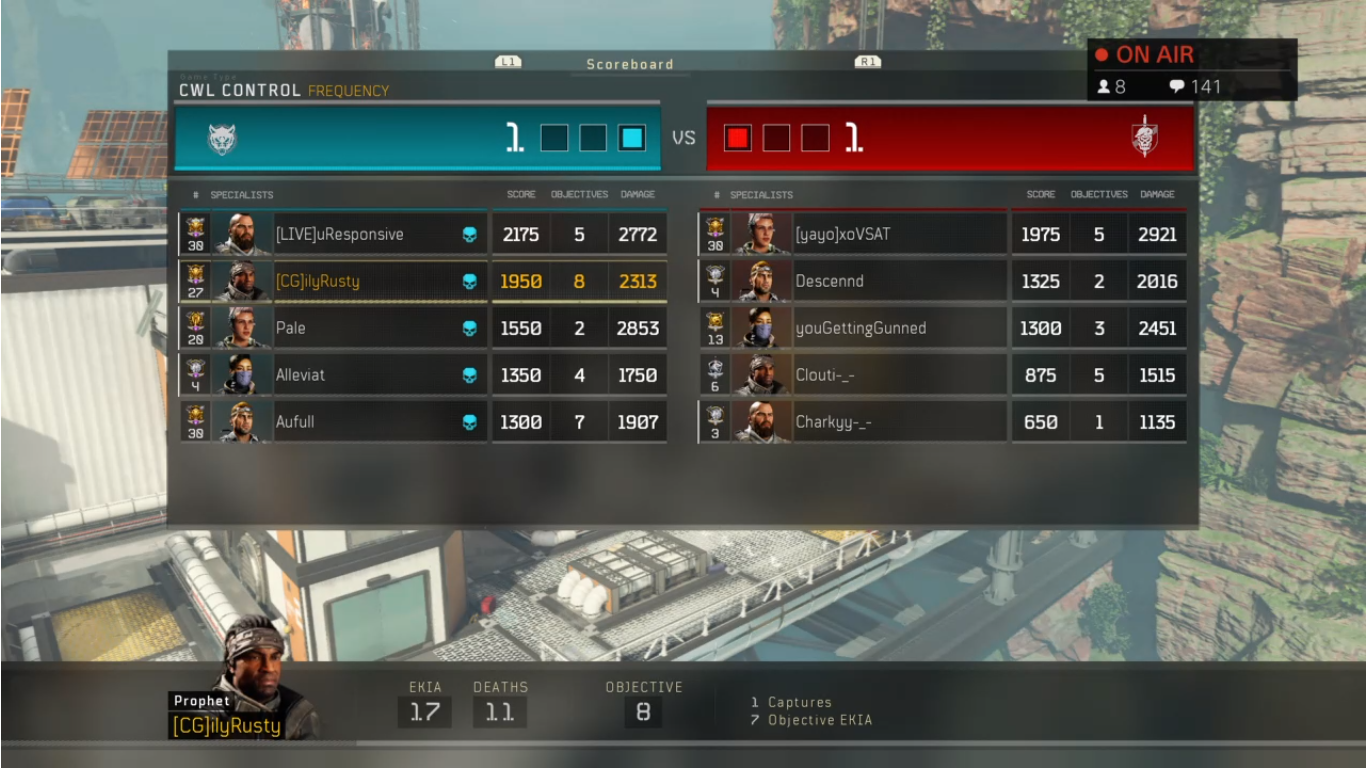 L1
Scoreboard
R1
ON AIR
8 141
Game Type
CWL CONTROL FREQUENCY
1 VS 1
# SPECIALISTS SCORE OBJECTIVES DAMAGE
30 [LIVE]uResponsive 2175 5 2772
27 [CG]ilyRusty 1950 8 2313
20 Pale 1550 2 2853
4 Alleviat 1350 4 1750
30 Aufull 1300 7 1907
# SPECIALISTS SCORE OBJECTIVES DAMAGE
30 [yayo]xoVSAT 1975 5 2921
4 Descennd 1325 2 2016
13 youGettingGunned 1300 3 2451
6 Clouti-_- 875 5 1515
3 Charkyy-_- 650 1 1135
Prophet
[CG]ilyRusty
EKIA DEATHS OBJECTIVE
17 11 8
1 Captures
7 Objective EKIA